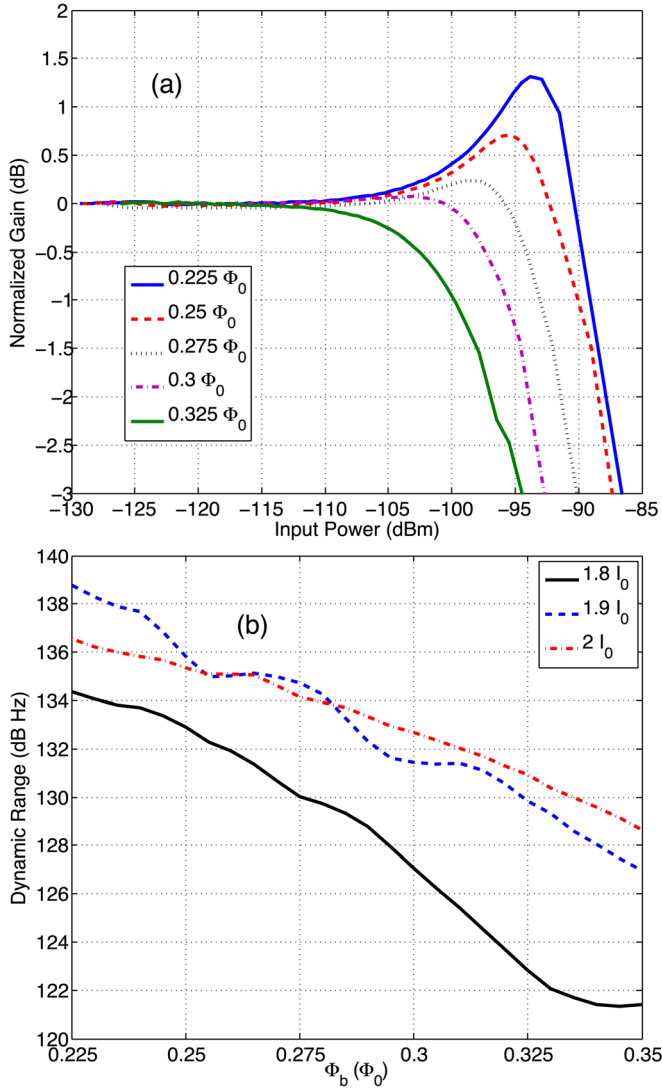 2
1.5
1
0.5
0
−0.5
−1
−1.5
−2
−2.5
−3
Normalized Gain (dB)
(a)
0.225 Φ0
0.25 Φ0
0.275 Φ0
0.3 Φ0
0.325 Φ0
−130 −125 −120 −115 −110 −105 −100 −95 −90 −85
Input Power (dBm)
140
138
136
134
132
130
128
126
124
122
120
Dynamic Range (dB Hz)
(b)
1.8 I0
1.9 I0
2 I0
0.225 0.25 0.275 0.3 0.325 0.35
Φb (Φ0)